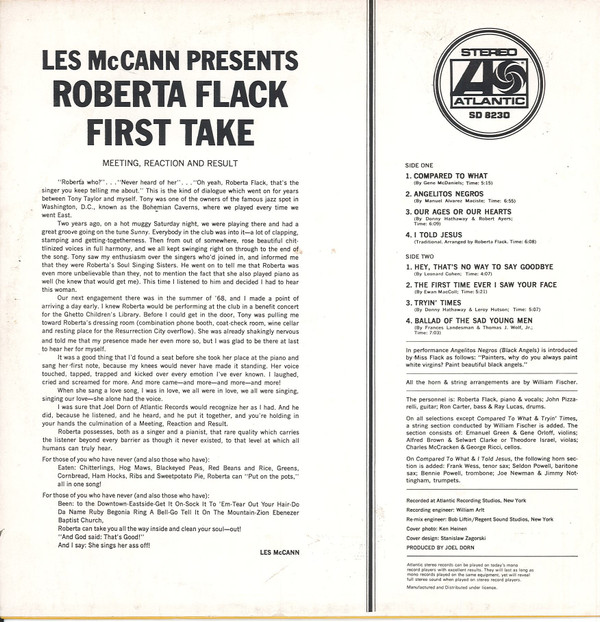 LES McCANN PRESENTS
ROBERTA FLACK
FIRST TAKE
MEETING, REACTION AND RESULT
"Roberta who?". . ."Never heard of her". . ."Oh yeah, Roberta Flack, that's the
singer you keep telling me about." This is the kind of dialogue which went on for years
between Tony Taylor and myself. Tony was one of the owners of the famous jazz spot in
Washington, D.C., known as the Bohemian Caverns, where we played every time we
went East.
Two years ago, on a hot muggy Saturday night, we were playing there and had a
great groove going on the tune Sunny. Everybody in the club was into it—a lot of clapping,
stamping and getting-togetherness. Then from out of somewhere, rose beautiful chit-
tlinized voices in full harmony, and we all kept swinging right on through to the end of
the song. Tony saw my enthusiasm over the singers who'd joined in, and informed me
that they were Roberta's Soul Singing Sisters. He went on to tell me that Roberta was
even more unbelievable than they, not to mention the fact that she also played piano as
well (he knew that would get me). This time I listened to him and decided I had to hear
this woman.
Our next engagement there was in the summer of '68, and I made a point of
arriving a day early. I knew Roberta would be performing at the club in a benefit concert
for the Ghetto Children's Library. Before I could get in the door, Tony was pulling me
toward Roberta's dressing room (combination phone booth, coat-check room, wine cellar
and resting place for the Resurrection City overflow). She was already shakingly nervous
and told me that my presence made her even more so, but I was glad to be there at last
to hear her for myself.
It was a good thing that I'd found a seat before she took her place at the piano and
sang her first note, because my knees would never have made it standing. Her voice
touched, tapped, trapped and kicked over every emotion I've ever known. I laughed,
cried and screamed for more. And more came—and more—and more—and more!
When she sang a love song, I was in love, we all were in love, we all were singing,
singing our love—she alone had the voice.
I was sure that Joel Dorn of Atlantic Records would recognize her as I had. And he
did, because he listened, and he heard, and he put it together, and you're holding in
your hands the culmination of a Meeting, Reaction and Result.
Roberta possesses, both as a singer and a pianist, that rare quality which carries
the listener beyond every barrier as though it never existed, to that level at which all
humans can truly hear.
For those of you who have never (and also those who have):
Eaten: Chitterlings, Hog Maws, Blackeyed Peas, Red Beans and Rice, Greens,
Cornbread, Ham Hocks, Ribs and Sweetpotato Pie, Roberta can "Put on the pots,"
all in one song!
For those of you who have never (and also those who have):
Been: to the Downtown-Eastside-Get It On-Sock It To 'Em-Tear Out Your Hair-Do
Da Name Ruby Begonia Ring A Bell-Go Tell It On The Mountain-Zion Ebenezer
Baptist Church,
Roberta can take you all the way inside and clean your soul—out!
"And God said: That's Good!"
And I say: She sings her ass off!
LES McCANN
STEREO
ATLANTIC
SD 8230
SIDE ONE
1. COMPARED TO WHAT
(By Gene McDaniels; Time: 5:15)
2. ANGELITOS NEGROS
(By Manuel Alvarez Maciste; Time: 6:55)
3. OUR AGES OR OUR HEARTS
(By Donny Hathaway & Robert Ayers;
Time: 6:09)
4. I TOLD JESUS
(Traditional. Arranged by Roberta Flack. Time: 6:08)
SIDE TWO
1. HEY, THAT'S NO WAY TO SAY GOODBYE
(By Leonard Cohen; Time: 4:07)
2. THE FIRST TIME EVER I SAW YOUR FACE
(By Ewan MacColl; Time: 5:21)
3. TRYIN' TIMES
(By Donny Hathaway & Leroy Hutson; Time: 5:07)
4. BALLAD OF THE SAD YOUNG MEN
(By Frances Landesman & Thomas J. Wolf, Jr.;
Time: 7:03)
In performance Angelitos Negros (Black Angels) is introduced
by Miss Flack as follows: "Painters, why do you always paint
white virgins? Paint beautiful black angels."
All the horn & string arrangements are by William Fischer.
The personnel is: Roberta Flack, piano & vocals; John Pizza-
relli, guitar; Ron Carter, bass & Ray Lucas, drums.
On all selections except Compared To What & Tryin' Times,
a string section conducted by William Fischer is added. The
section consists of: Emanuel Green & Gene Orloff, violins;
Alfred Brown & Selwart Clarke or Theodore Israel, violas;
Charles McCracken & George Ricci, cellos.
On Compared To What & I Told Jesus, the following horn sec-
tion is added: Frank Wess, tenor sax; Seldon Powell, baritone
sax; Bennie Powell, trombone; Joe Newman & Jimmy Not-
tingham, trumpets.
Recorded at Atlantic Recording Studios, New York
Recording engineer: William Arlt
Re-mix engineer: Bob Liftin/Regent Sound Studios, New York
Cover photo: Ken Heinen
Cover design: Stanislaw Zagorski
PRODUCED BY JOEL DORN
Atlantic stereo records can be played on today's mono
record players with excellent results. They will last as long as
mono records played on the same equipment, yet will reveal
full stereo sound when played on stereo record players.
Manufactured and Distributed under license.